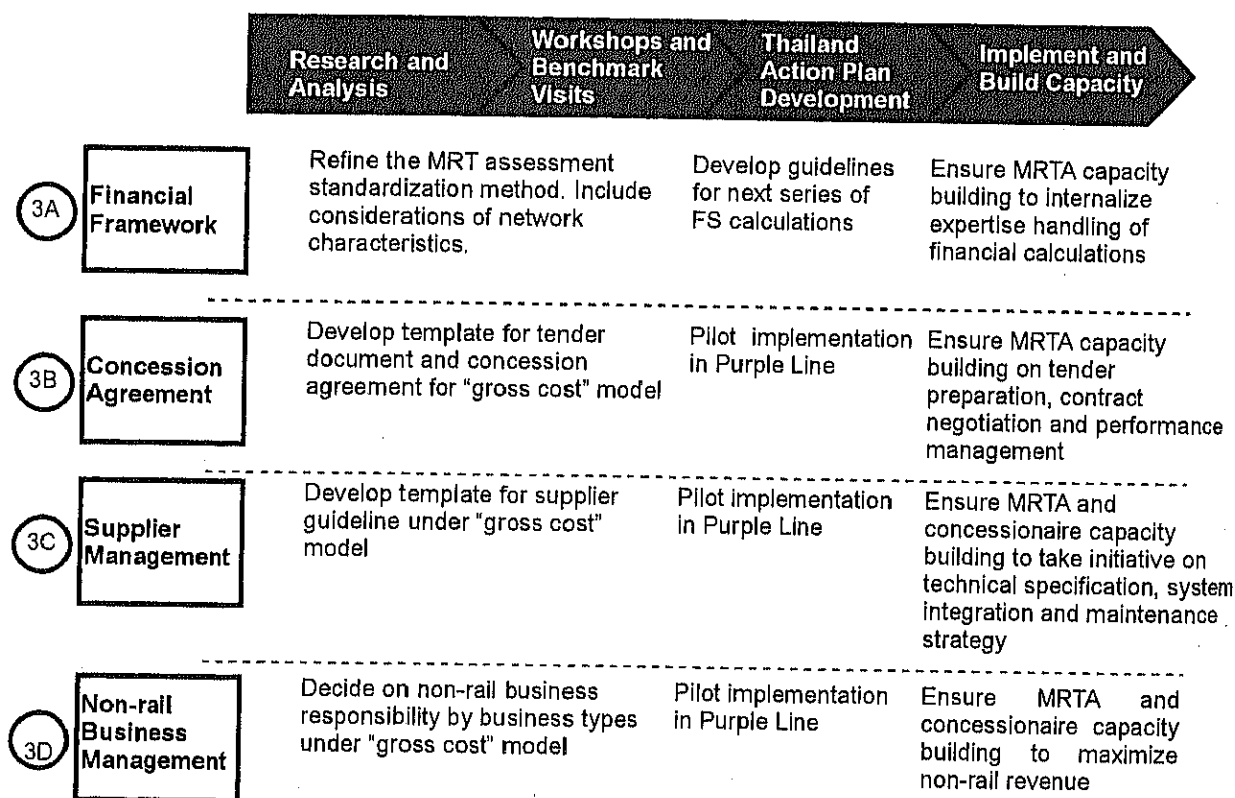 Research and
Analysis
Workshops and
Benchmark
Visits
Thailand
Action Plan
Development
Implement and
Build Capacity
3A
Financial
Framework
Refine the MRT assessment
standardization method. Include
considerations of network
characteristics.
Develop guidelines
for next series of
FS calculations
Ensure MRTA capacity
building to internalize
expertise handling of
financial calculations
3B
Concession
Agreement
Develop template for tender
document and concession
agreement for "gross cost" model
Pilot implementation
in Purple Line
Ensure MRTA capacity
building on tender
preparation, contract
negotiation and performance
management
3C
Supplier
Management
Develop template for supplier
guideline under "gross cost"
model
Pilot implementation
in Purple Line
Ensure MRTA and
concessionaire capacity
building to take initiative on
technical specification, system
integration and maintenance
strategy
3D
Non-rail
Business
Management
Decide on non-rail business
responsibility by business types
under "gross cost" model
Pilot implementation
in Purple Line
Ensure MRTA and
concessionaire capacity
building to maximize
non-rail revenue